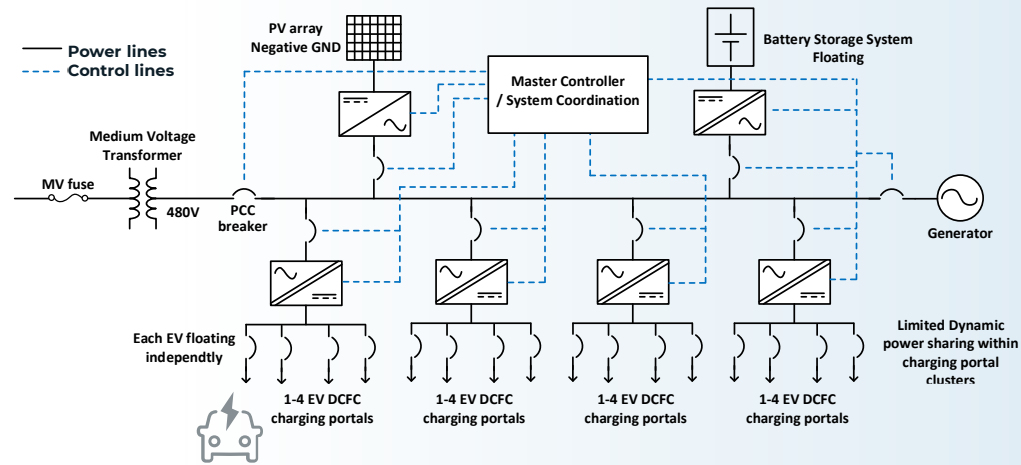 Power lines
Control lines
PV array
Negative GND
Master Controller
/ System Coordination
Battery Storage System
Floating
Medium Voltage
Transformer
MV fuse
480V
PCC
breaker
Generator
Each EV floating
independtly
1-4 EV DCFC
charging portals
1-4 EV DCFC
charging portals
1-4 EV DCFC
charging portals
1-4 EV DCFC
charging portals
Limited Dynamic
power sharing within
charging portal
clusters